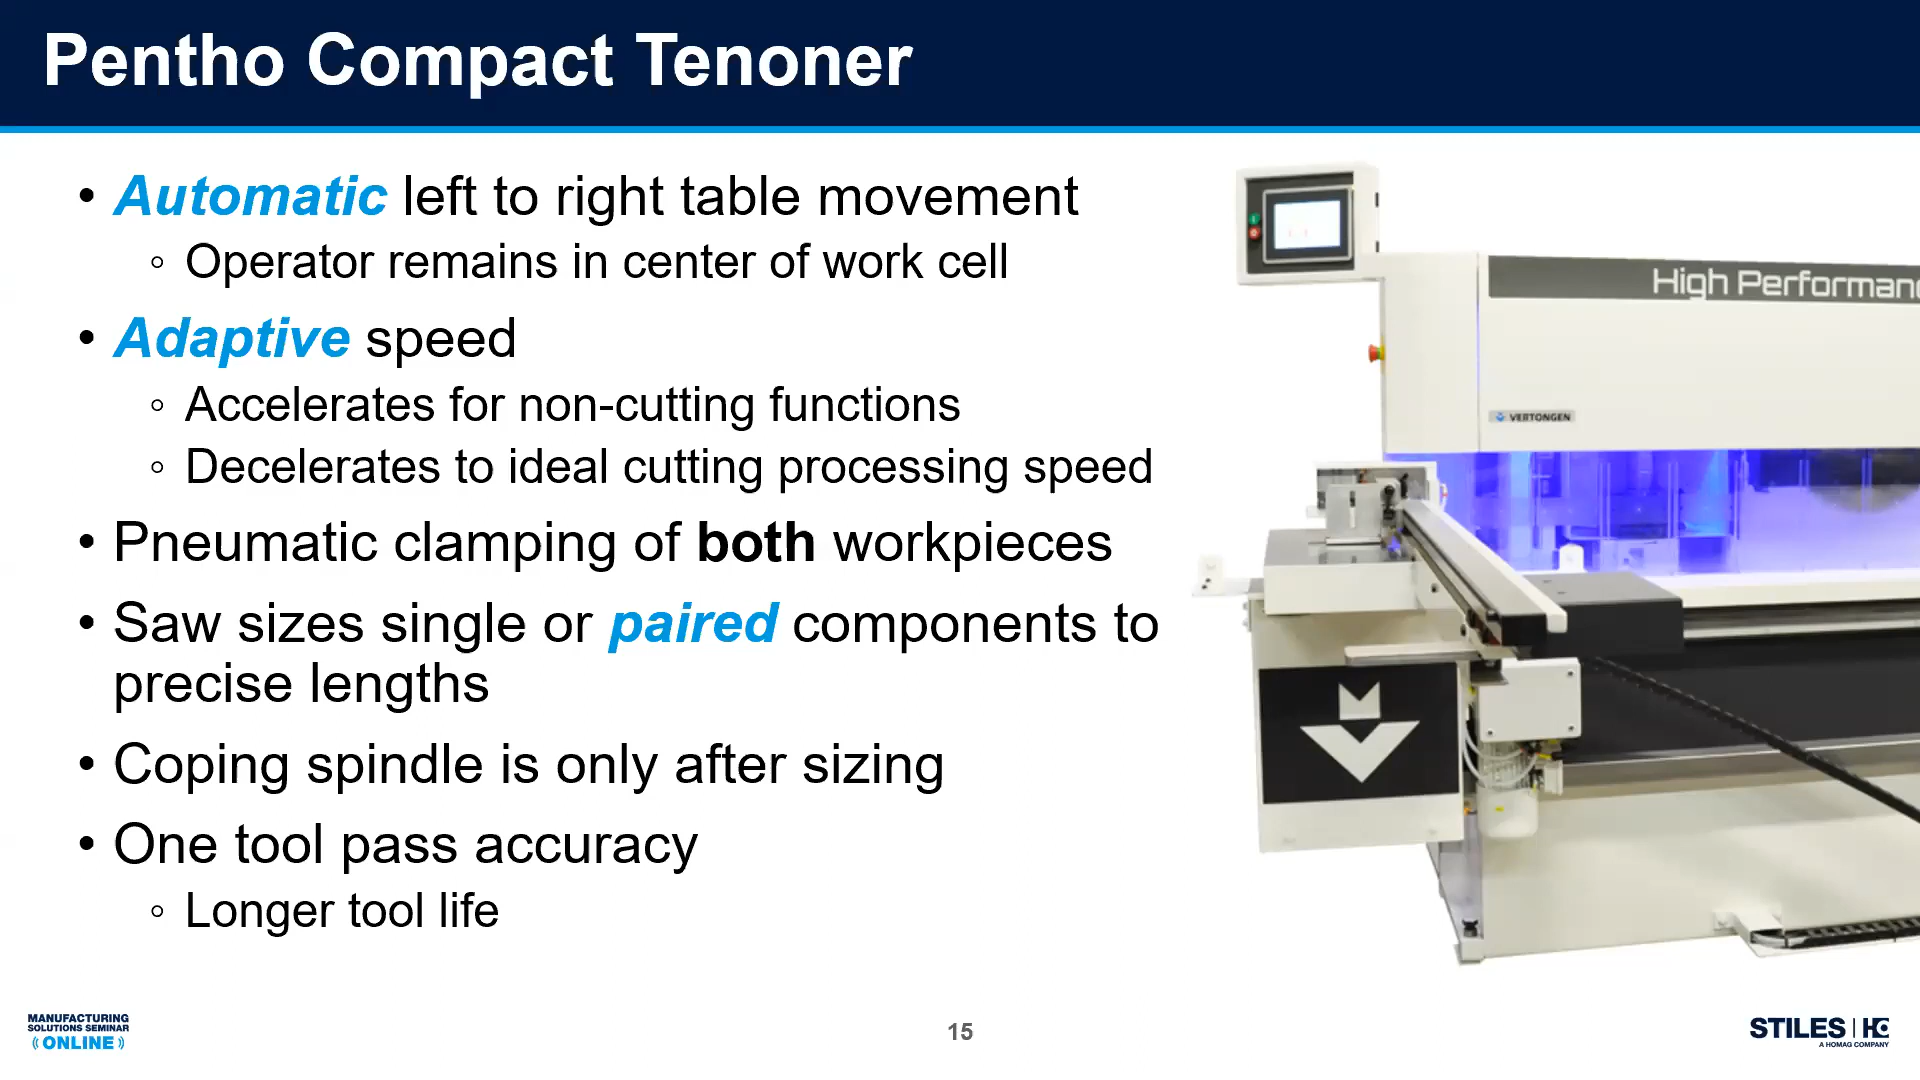 Pentho Compact Tenoner
• Automatic left to right table movement
◦ Operator remains in center of work cell
• Adaptive speed
◦ Accelerates for non-cutting functions
◦ Decelerates to ideal cutting processing speed
• Pneumatic clamping of both workpieces
• Saw sizes single or paired components to
precise lengths
• Coping spindle is only after sizing
• One tool pass accuracy
◦ Longer tool life
High Performanc
VERTONGEN
MANUFACTURING
SOLUTIONS SEMINAR
ONLINE
15
STILES | HC
A HOMAG COMPANY